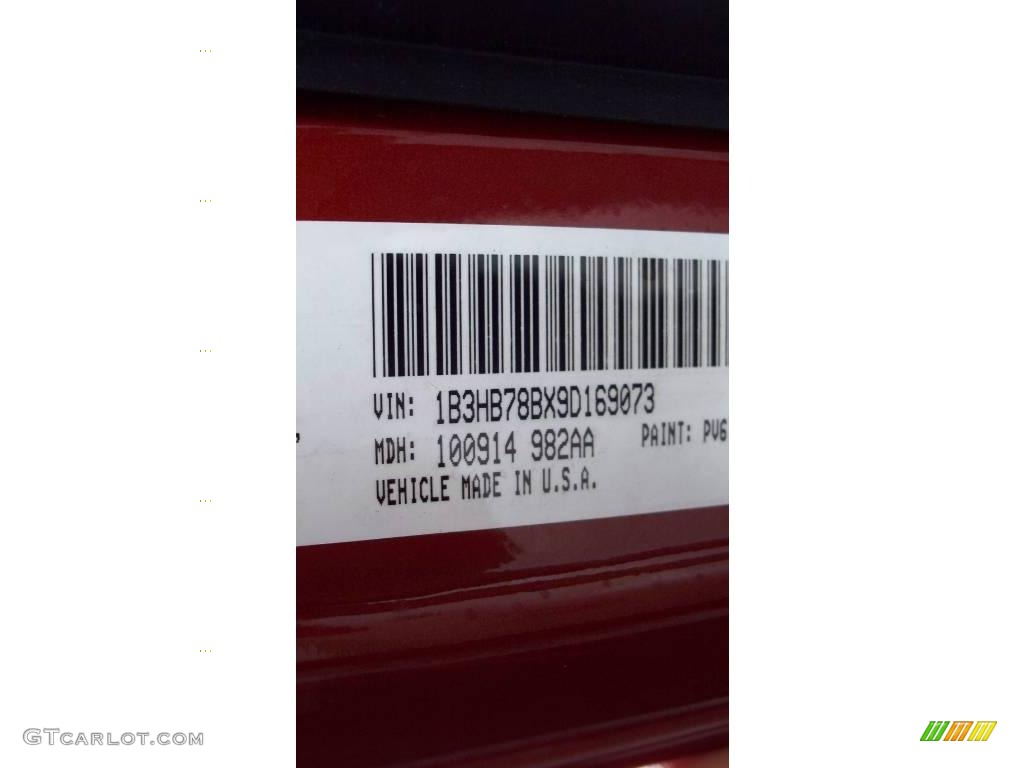 VIN: 1B3HB78BX9D169073
MDH: 100914 982AA PAINT: PV6
VEHICLE MADE IN U.S.A.
GTCARLOT.COM